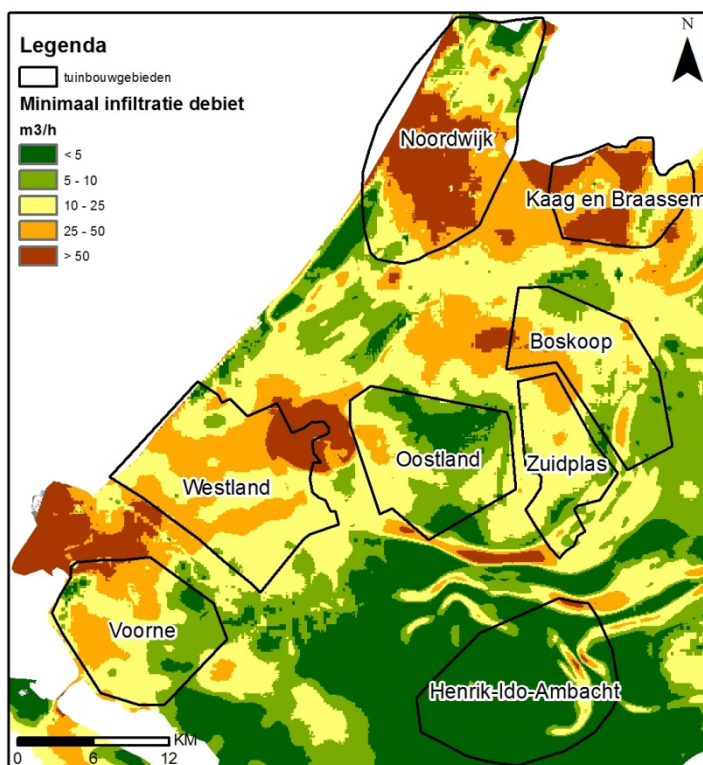 Legenda
tuinbouwgebieden
Minimaal infiltratie debiet
m3/h
< 5
5 - 10
10 - 25
25 - 50
> 50
N
Noordwijk
Kaag en Braassem
Boskoop
Oostland
Zuidplas
Westland
Voorne
Henrik-Ido-Ambacht
KM
0 6 12